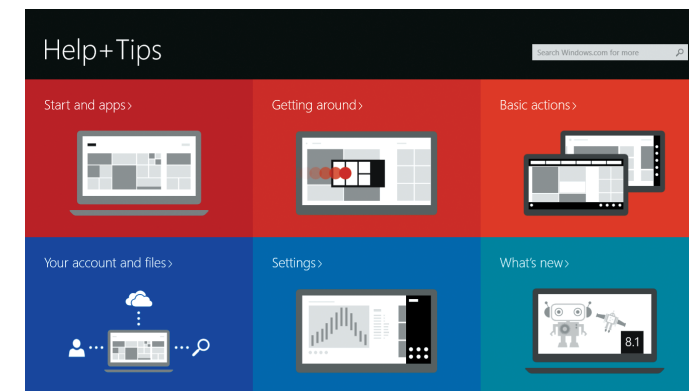 Help+Tips
Search Windows.com for more
Start and apps>
Getting around>
Basic actions>
Your account and files>
Settings>
What's new>
8.1